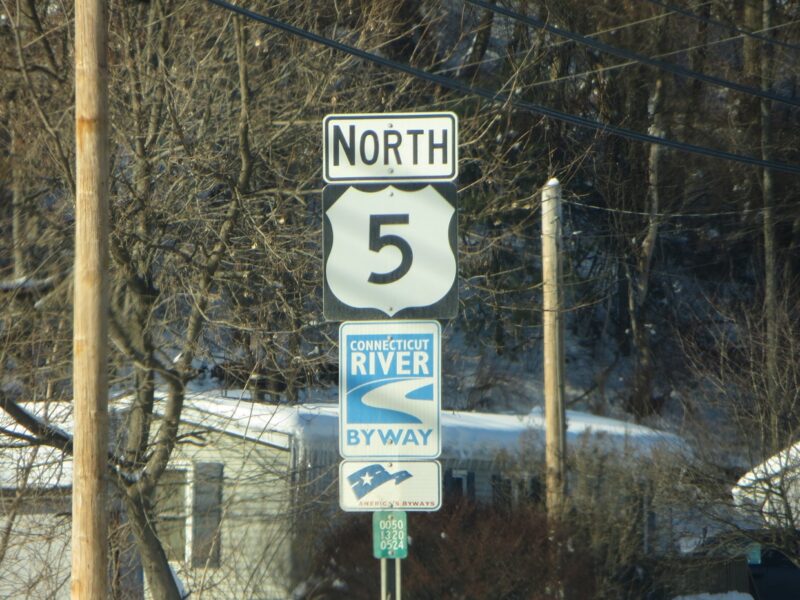 NORTH
5
CONNECTICUT
RIVER
BYWAY
AMERICA'S BYWAYS
0050
1320
0524